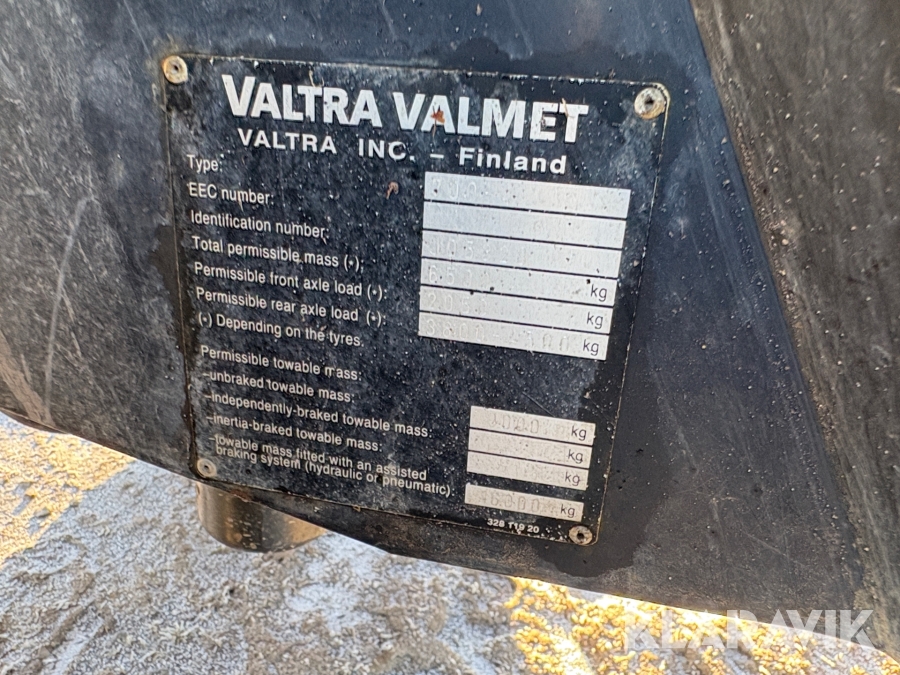 VALTRA VALMET
VALTRA INC. – Finland
Type:
EEC number:
Identification number:
Total permissible mass (•): kg
Permissible front axle load (•): kg
Permissible rear axle load (•): kg
(•) Depending on the tyres.
Permissible towable mass:
–unbraked towable mass: kg
–independently-braked towable mass: kg
–inertia-braked towable mass: kg
–towable mass fitted with an assisted
braking system (hydraulic or pneumatic): kg
328 119 20
KLARAVIK